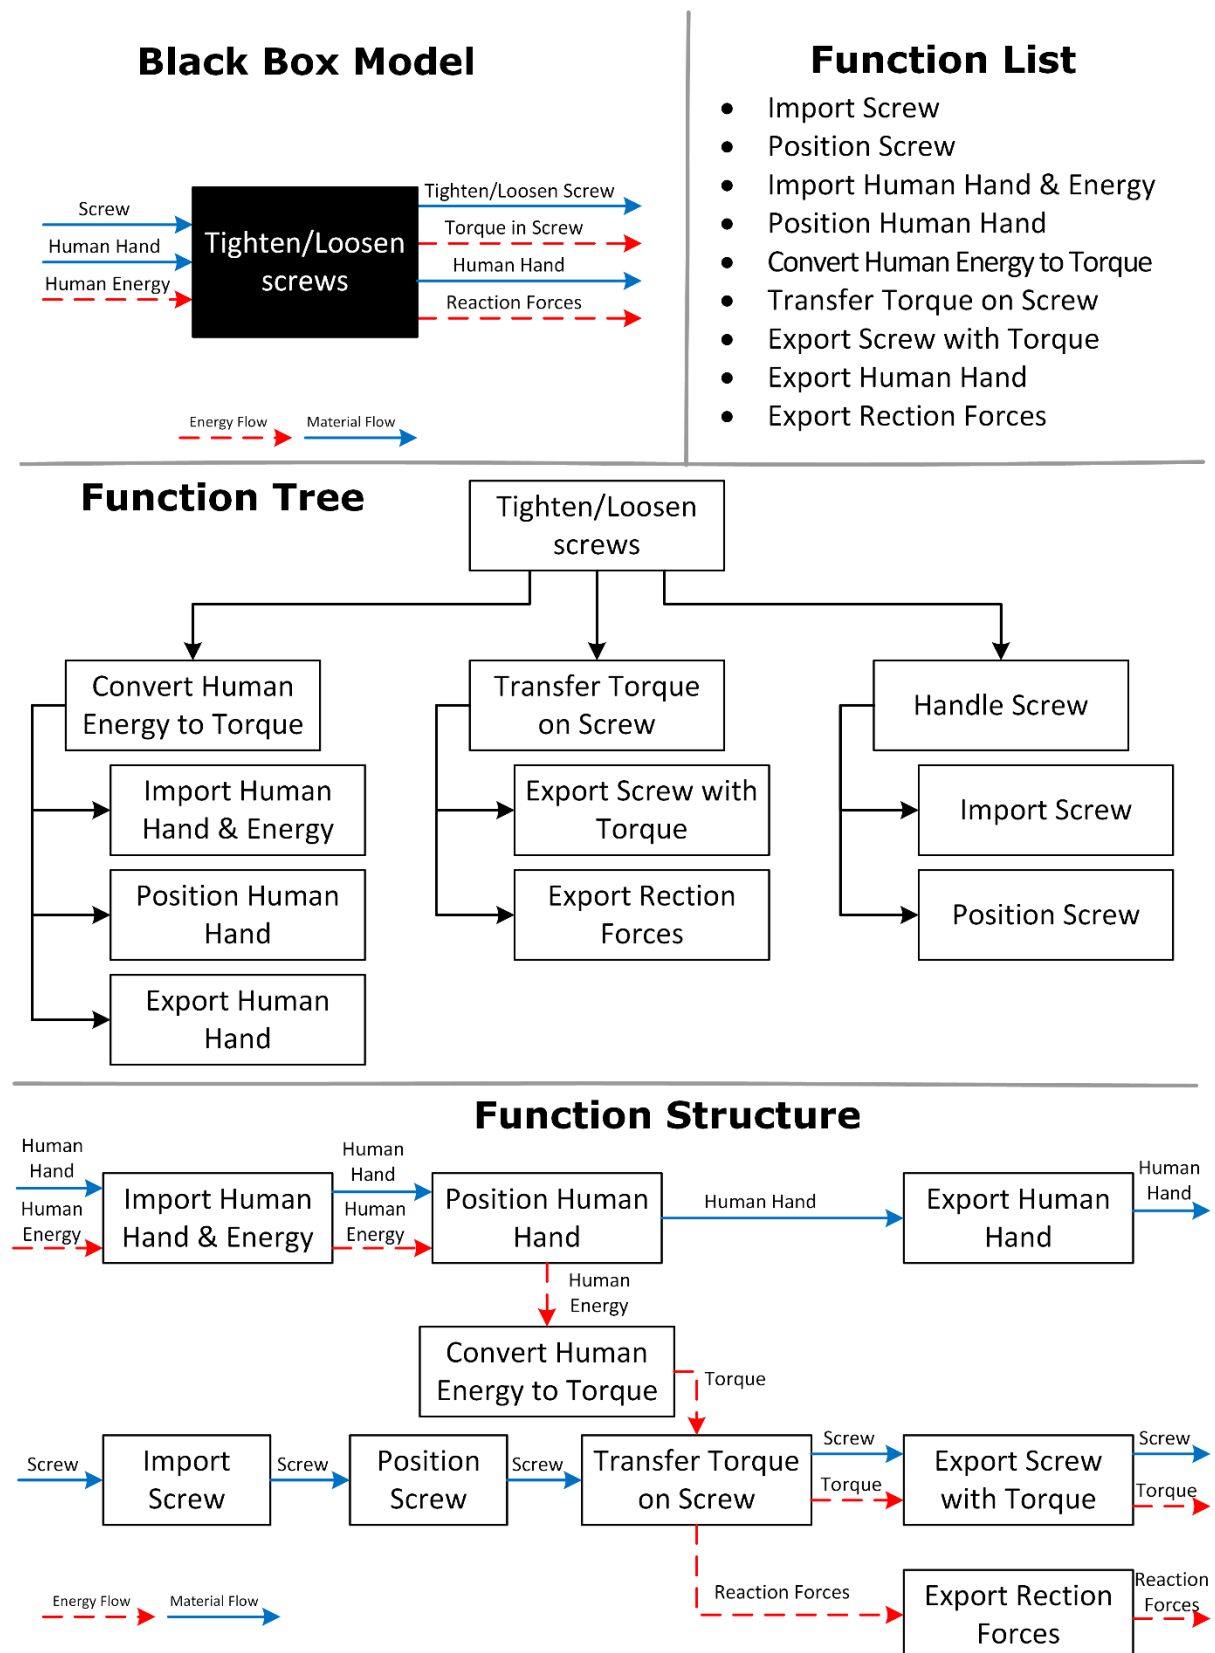 Black Box Model
Screw
Human Hand
Human Energy
Tighten/Loosen
screws
Tighten/Loosen Screw
Torque in Screw
Human Hand
Reaction Forces
Energy Flow
Material Flow
Function List
• Import Screw
• Position Screw
• Import Human Hand & Energy
• Position Human Hand
• Convert Human Energy to Torque
• Transfer Torque on Screw
• Export Screw with Torque
• Export Human Hand
• Export Rection Forces
Function Tree
Tighten/Loosen
screws
Convert Human
Energy to Torque
Import Human
Hand & Energy
Position Human
Hand
Export Human
Hand
Transfer Torque
on Screw
Export Screw with
Torque
Export Rection
Forces
Handle Screw
Import Screw
Position Screw
Function Structure
Human
Hand
Human
Energy
Import Human
Hand & Energy
Human
Hand
Human
Energy
Position Human
Hand
Human Hand
Export Human
Hand
Human
Hand
Human
Energy
Convert Human
Energy to Torque
Torque
Screw
Import
Screw
Screw
Position
Screw
Screw
Transfer Torque
on Screw
Screw
Torque
Export Screw
with Torque
Screw
Torque
Reaction Forces
Export Rection
Forces
Reaction
Forces
Energy Flow
Material Flow